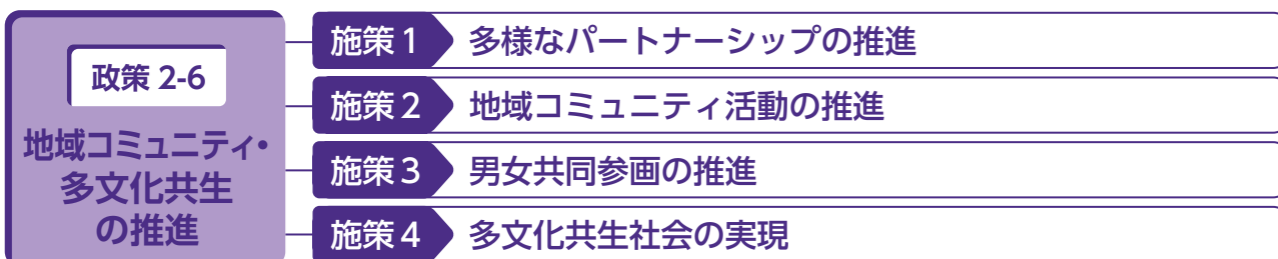 政策 2-6
地域コミュニティ・
多文化共生
の推進
施策1 多様なパートナーシップの推進
施策2 地域コミュニティ活動の推進
施策3 男女共同参画の推進
施策4 多文化共生社会の実現